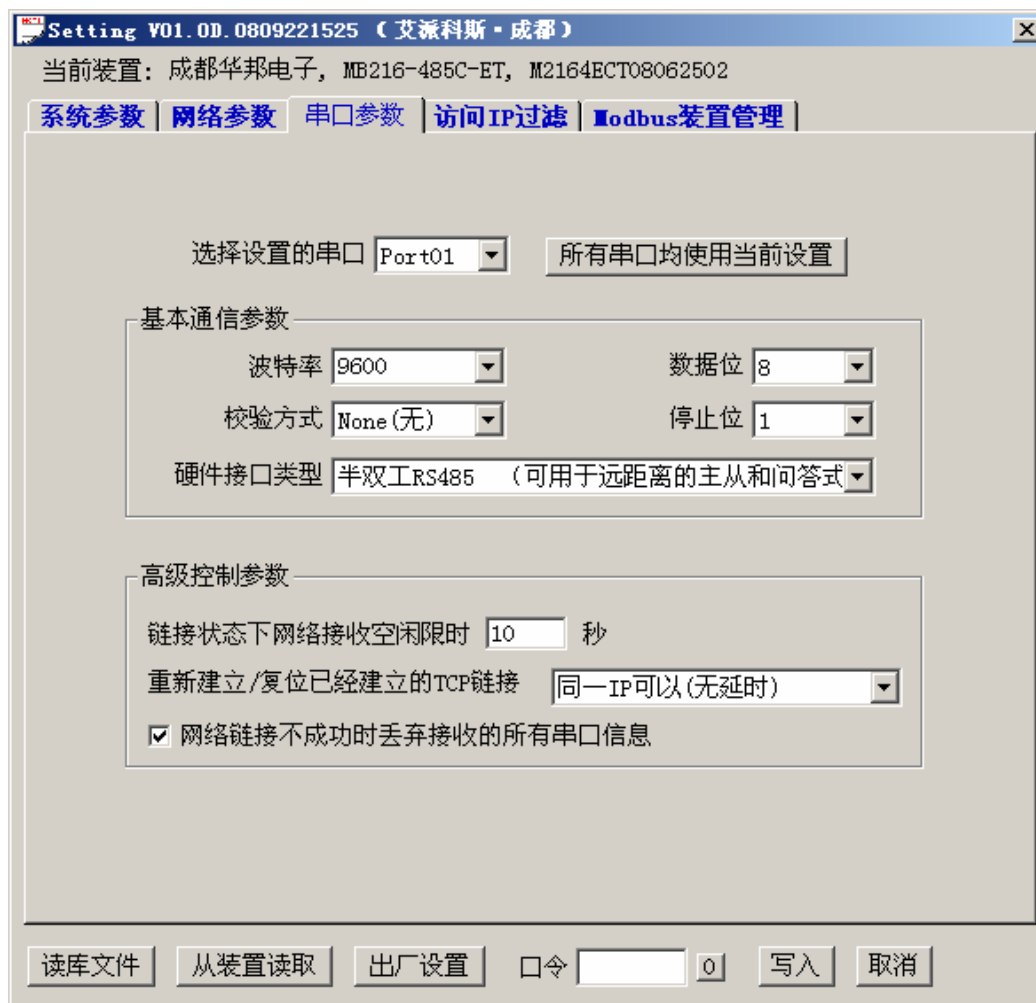 Setting V01.0D.0809221525 （艾派科斯·成都）
当前装置: 成都华邦电子, MB216-485C-ET, M2164ECT08062502
系统参数 网络参数 串口参数 访问IP过滤 Modbus装置管理
选择设置的串口 Port01 所有串口均使用当前设置
基本通信参数
波特率 9600 数据位 8
校验方式 None(无) 停止位 1
硬件接口类型 半双工RS485 （可用于远距离的主从和问答式
高级控制参数
链接状态下网络接收空闲限时 10 秒
重新建立/复位已经建立的TCP链接 同一IP可以(无延时)
网络链接不成功时丢弃接收的所有串口信息
读库文件 从装置读取 出厂设置 口令 0 写入 取消